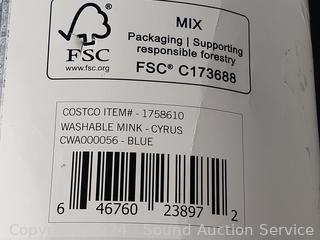 FSC
www.fsc.org
MIX
Packaging | Supporting
responsible forestry
FSC® C173688
COSTCO ITEM# - 1758610
WASHABLE MINK - CYRUS
CWA000056 - BLUE
6 46760 23897 2
Sound Auction Service